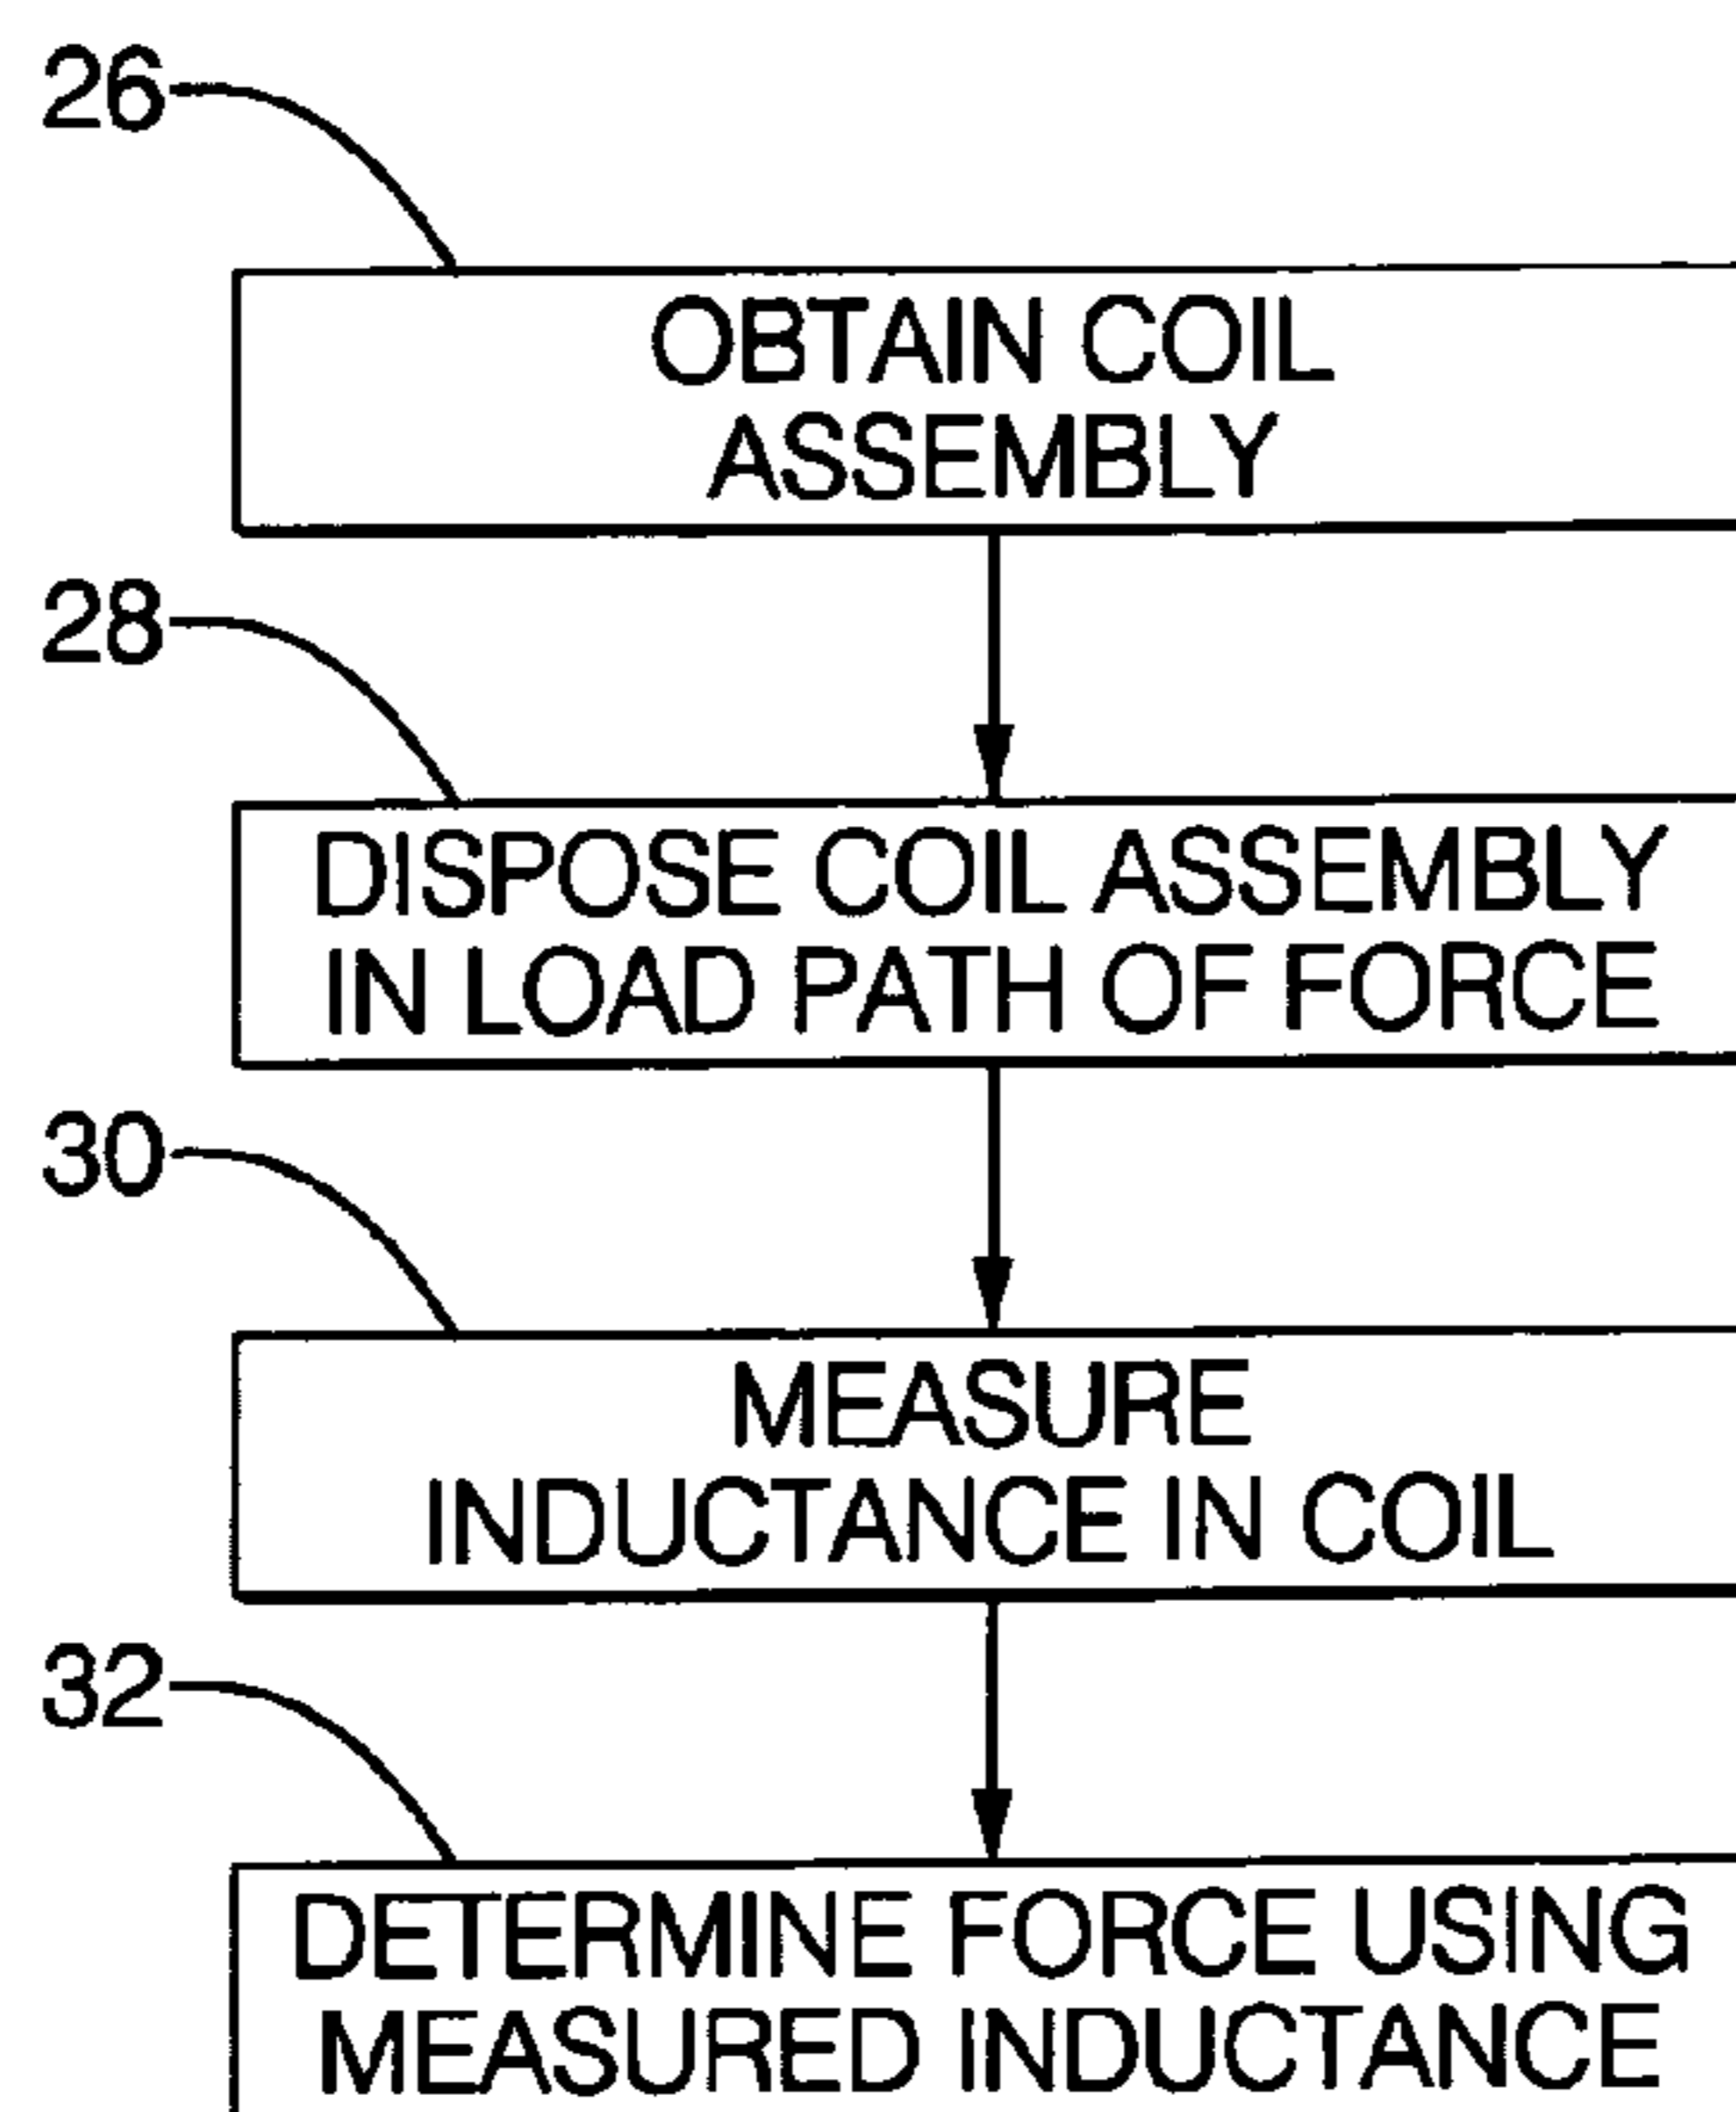 26
OBTAIN COIL
ASSEMBLY
28
DISPOSE COIL ASSEMBLY
IN LOAD PATH OF FORCE
30
MEASURE
INDUCTANCE IN COIL
32
DETERMINE FORCE USING
MEASURED INDUCTANCE